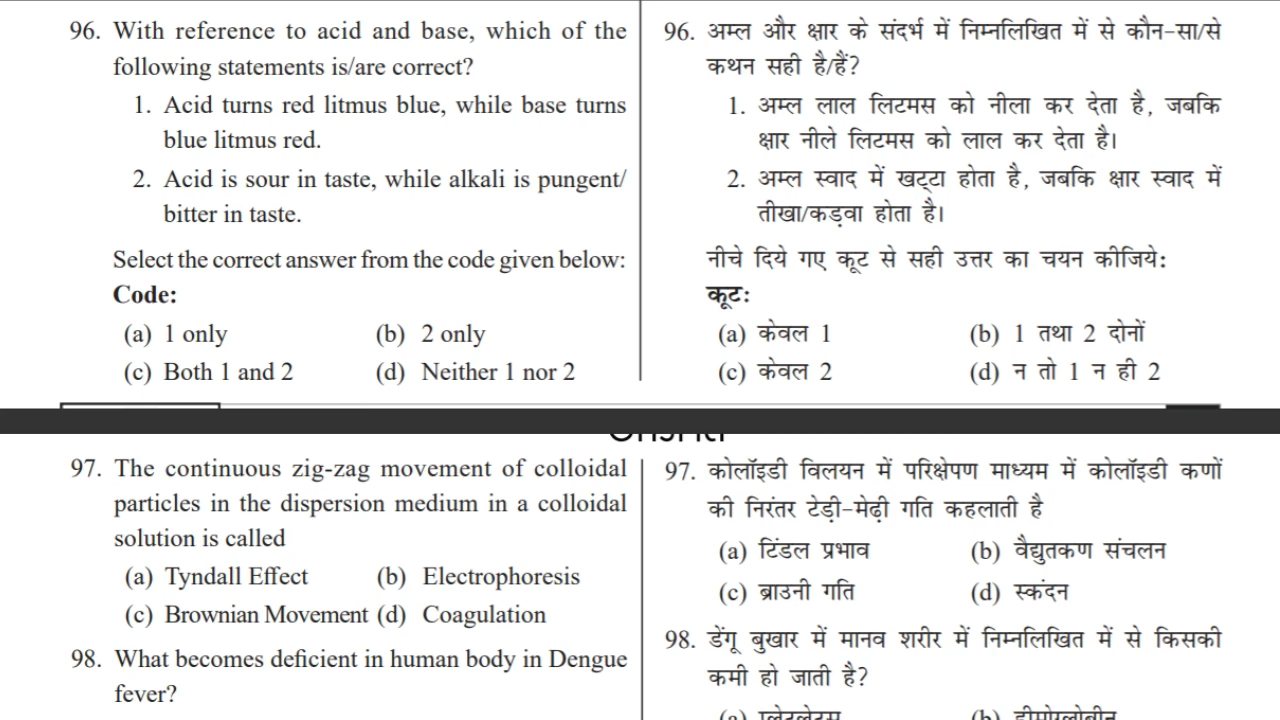 96. With reference to acid and base, which of the
following statements is/are correct?
1. Acid turns red litmus blue, while base turns
blue litmus red.
2. Acid is sour in taste, while alkali is pungent/
bitter in taste.
Select the correct answer from the code given below:
Code:
(a) 1 only (b) 2 only
(c) Both 1 and 2 (d) Neither 1 nor 2
96. अम्ल और क्षार के संदर्भ में निम्नलिखित में से कौन-सा/से
कथन सही है/हैं?
1. अम्ल लाल लिटमस को नीला कर देता है, जबकि
क्षार नीले लिटमस को लाल कर देता है।
2. अम्ल स्वाद में खट्टा होता है, जबकि क्षार स्वाद में
तीखा/कड़वा होता है।
नीचे दिये गए कूट से सही उत्तर का चयन कीजिये:
कूट:
(a) केवल 1 (b) 1 तथा 2 दोनों
(c) केवल 2 (d) न तो 1 न ही 2
97. The continuous zig-zag movement of colloidal
particles in the dispersion medium in a colloidal
solution is called
(a) Tyndall Effect (b) Electrophoresis
(c) Brownian Movement (d) Coagulation
98. What becomes deficient in human body in Dengue
fever?
97. कोलॉइडी विलयन में परिक्षेपण माध्यम में कोलॉइडी कणों
की निरंतर टेड़ी-मेढ़ी गति कहलाती है
(a) टिंडल प्रभाव (b) वैद्युतकण संचलन
(c) ब्राउनी गति (d) स्कंदन
98. डेंगू बुखार में मानव शरीर में निम्नलिखित में से किसकी
कमी हो जाती है?
(a) प्लेटलेट्स (b) हीमोग्लोबीन